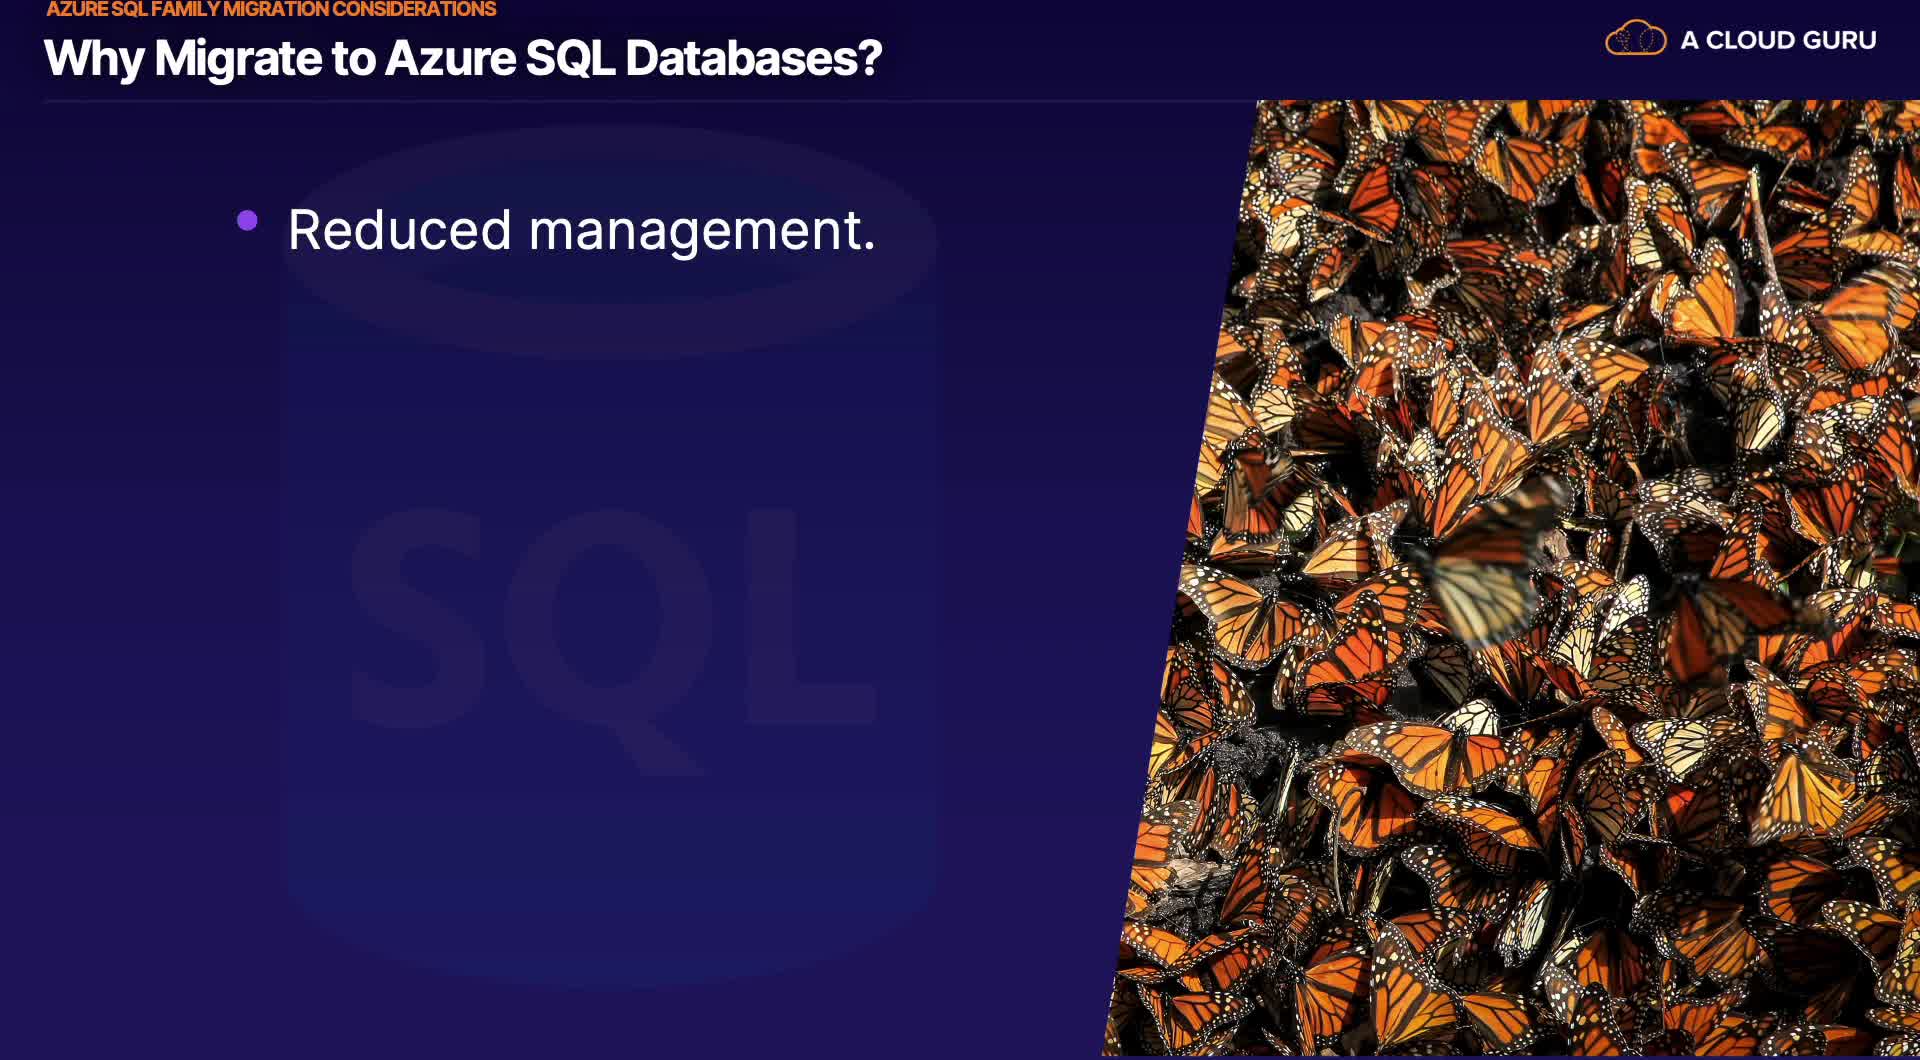 AZURE SQL FAMILY MIGRATION CONSIDERATIONS
Why Migrate to Azure SQL Databases?
A CLOUD GURU
Reduced management.
SQL